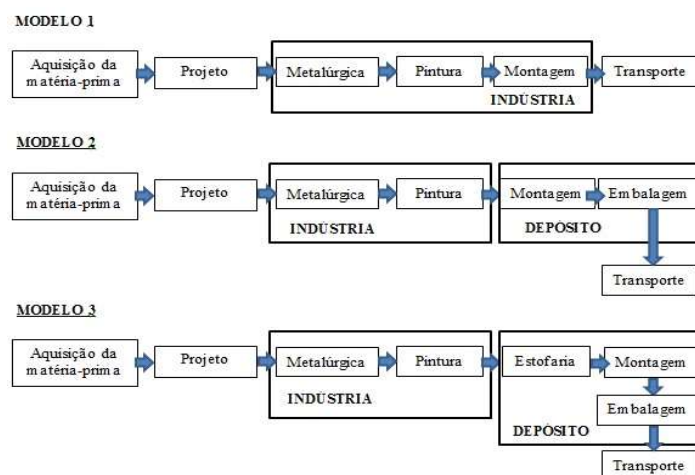 MODELO 1
Aquisição da
matéria-prima
Projeto
Metalúrgica
Pintura
Montagem
Transporte
INDÚSTRIA
MODELO 2
Aquisição da
matéria-prima
Projeto
Metalúrgica
Pintura
Montagem
Embalagem
INDÚSTRIA
DEPÓSITO
Transporte
MODELO 3
Aquisição da
matéria-prima
Projeto
Metalúrgica
Pintura
Estofaria
Montagem
INDÚSTRIA
Embalagem
DEPÓSITO
Transporte